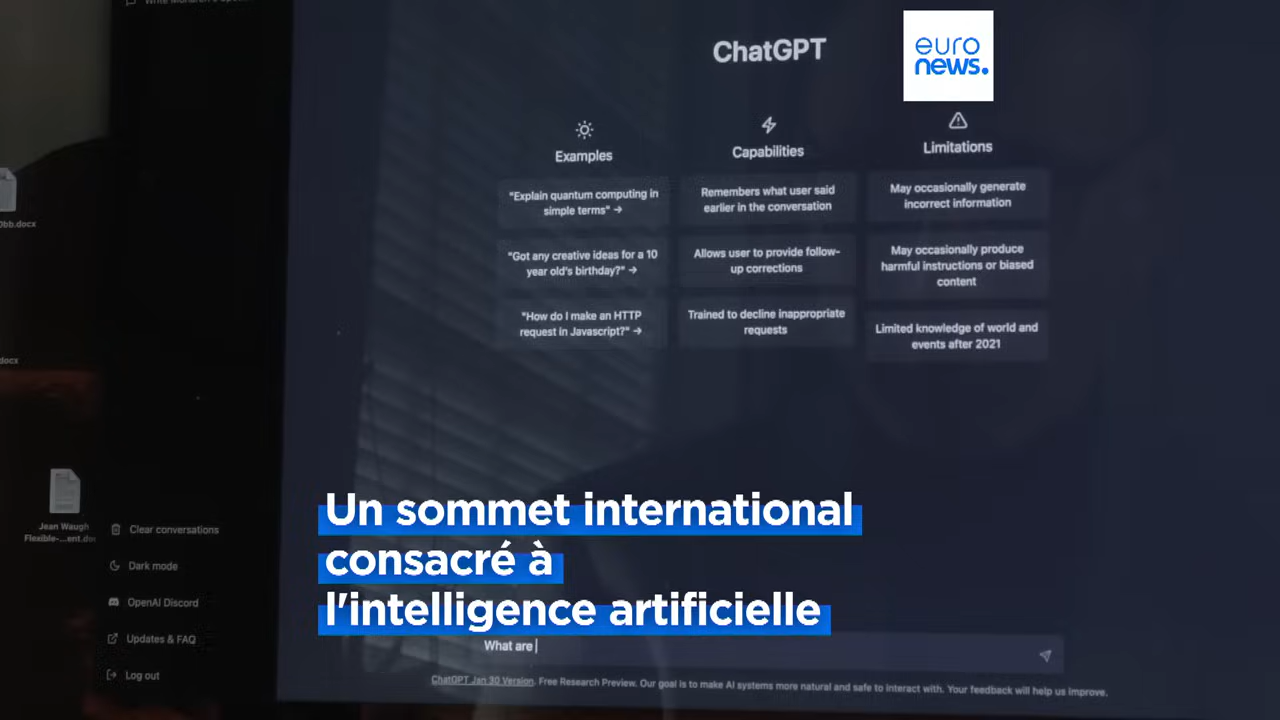 ChatGPT
euro
news.
Examples
Capabilities
Limitations
"Explain quantum computing in
simple terms" →
Remembers what user said
earlier in the conversation
May occasionally generate
incorrect information
"Got any creative ideas for a 10
year old's birthday?" →
Allows user to provide follow-
up corrections
May occasionally produce
harmful instructions or biased
content
"How do I make an HTTP
request in Javascript?" →
Trained to decline inappropriate
requests
Limited knowledge of world and
events after 2021
.docx
Jean Waugh
Flexible-...ent.doc
Clear conversations
Dark mode
OpenAI Discord
Updates & FAQ
Log out
Un sommet international
consacré à
l'intelligence artificielle
What are
ChatGPT Jan 30 Version. Free Research Preview. Our goal is to make AI systems more natural and safe to interact with. Your feedback will help us improve.